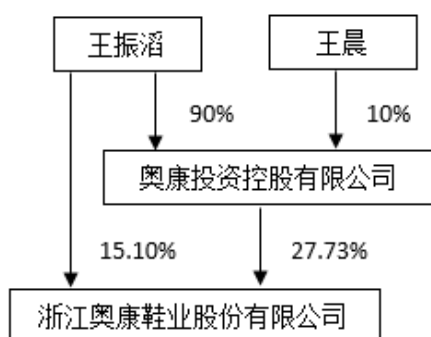 王振滔
王晨
90%
10%
奥康投资控股有限公司
15.10%
27.73%
浙江奥康鞋业股份有限公司